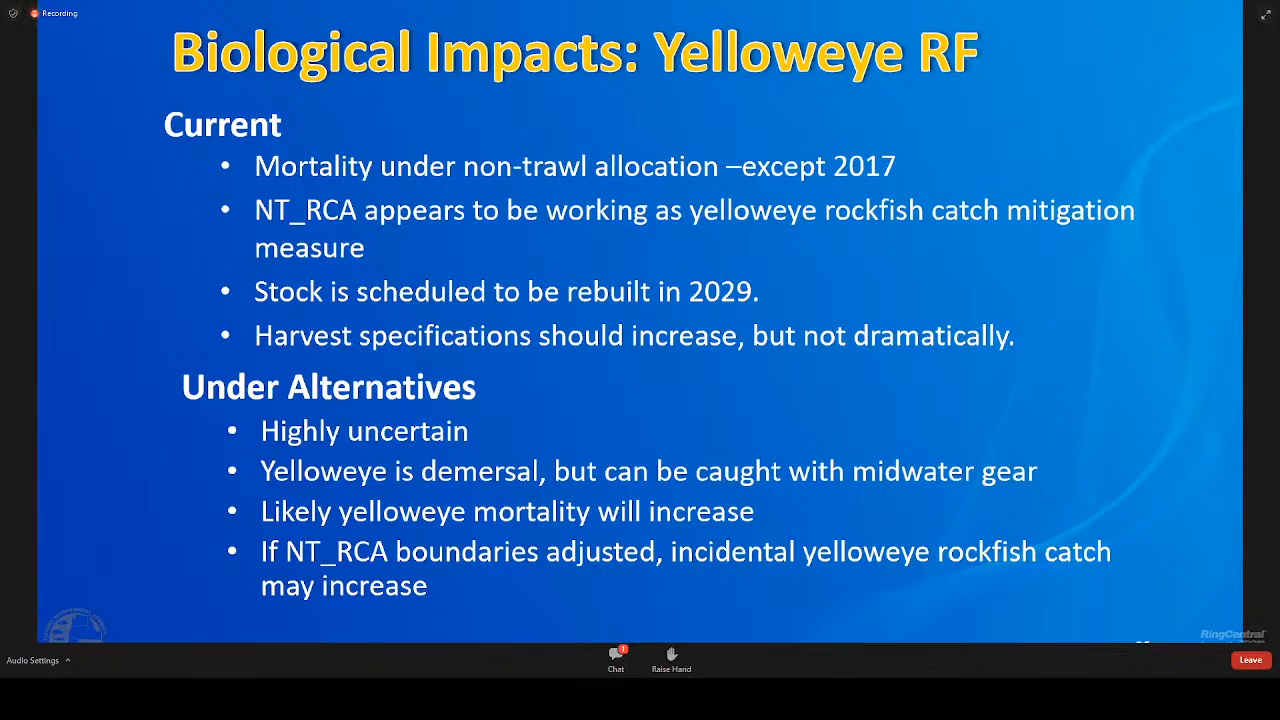 Recording
Biological Impacts: Yelloweye RF
Current
• Mortality under non-trawl allocation –except 2017
• NT_RCA appears to be working as yelloweye rockfish catch mitigation
measure
• Stock is scheduled to be rebuilt in 2029.
• Harvest specifications should increase, but not dramatically.
Under Alternatives
• Highly uncertain
• Yelloweye is demersal, but can be caught with midwater gear
• Likely yelloweye mortality will increase
• If NT_RCA boundaries adjusted, incidental yelloweye rockfish catch
may increase
RingCentral
Audio Settings
1
Chat
Raise Hand
Leave